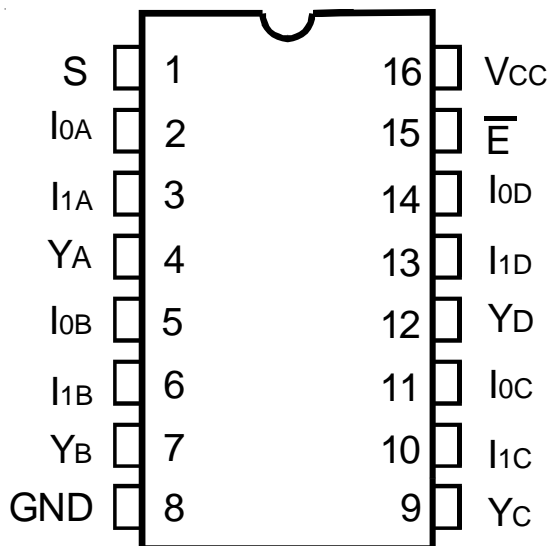 S 1 16 VCC
I0A 2 15 E̅
I1A 3 14 I0D
YA 4 13 I1D
I0B 5 12 YD
I1B 6 11 I0C
YB 7 10 I1C
GND 8 9 YC